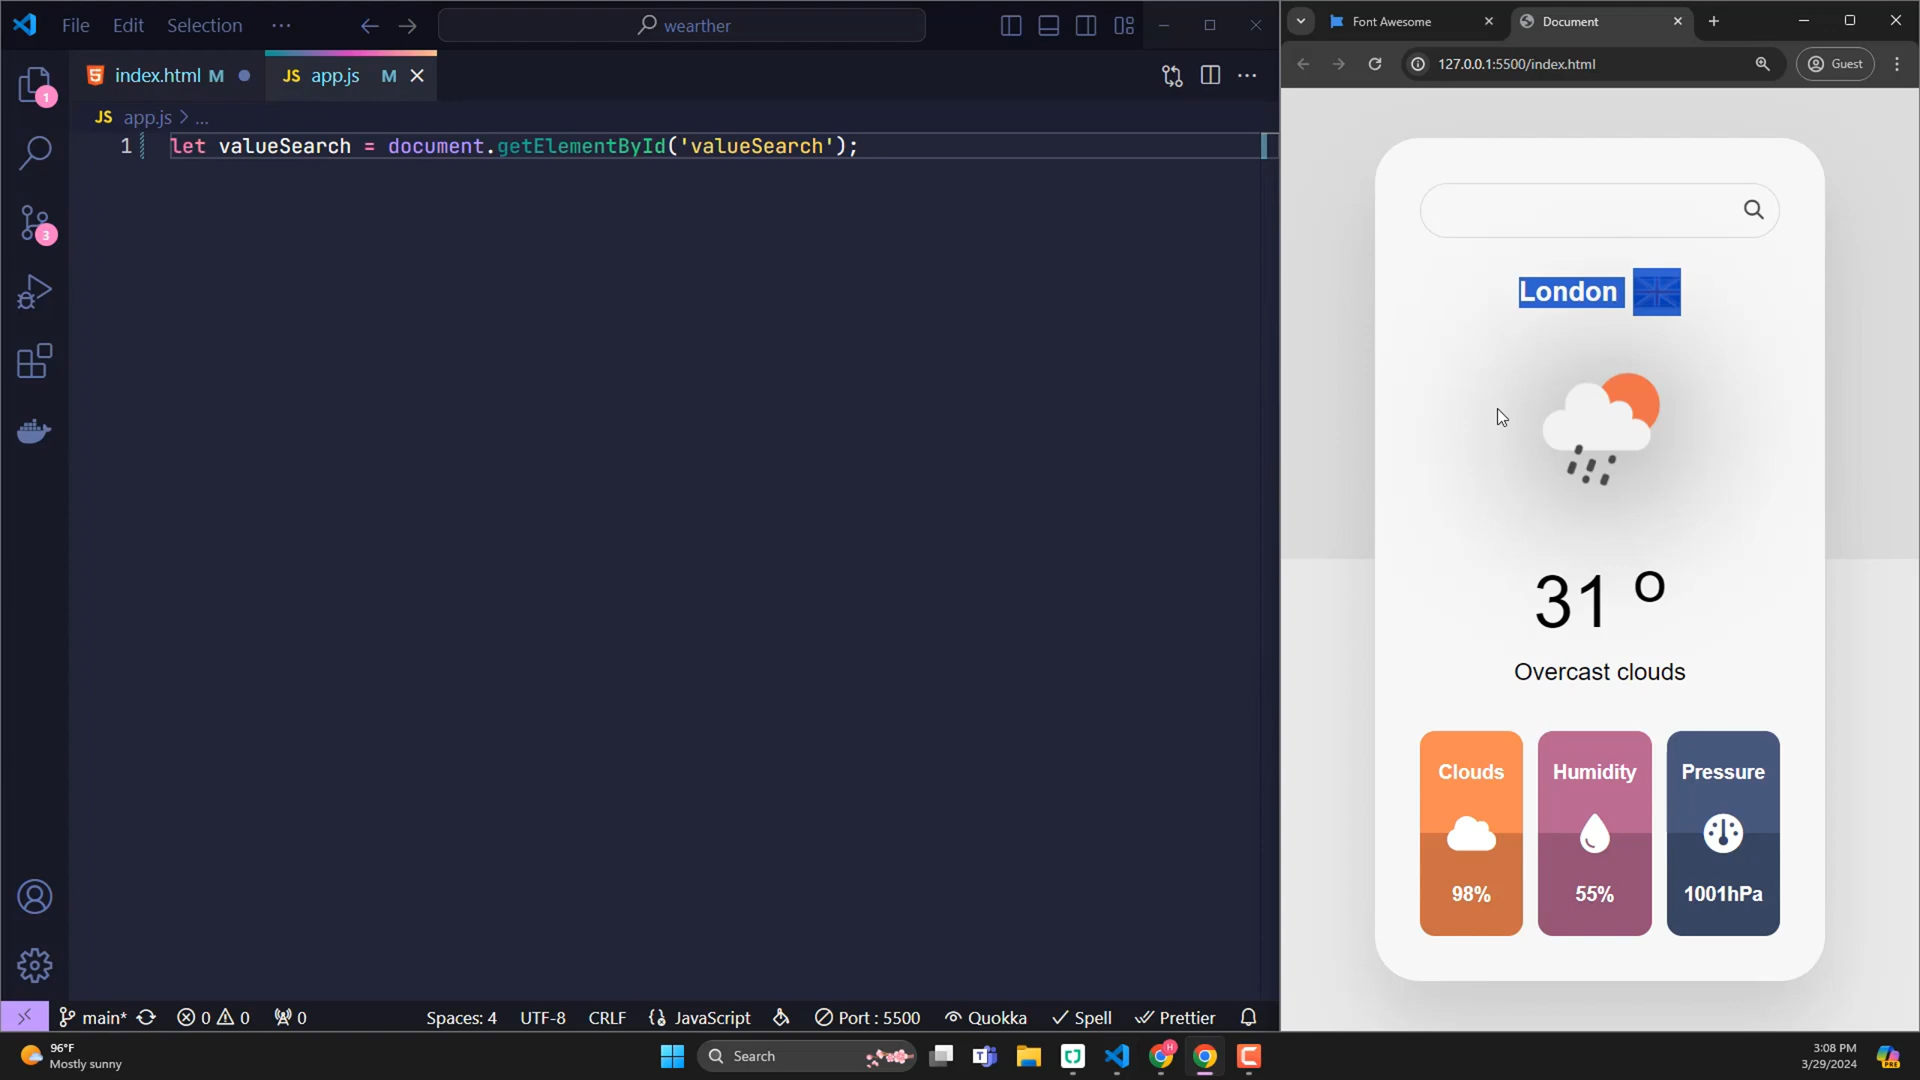 File Edit Selection ···
wearther
index.html M
JS app.js M
JS app.js > ...
1 let valueSearch = document.getElementById('valueSearch');
1
3
main* 0 0 0
Spaces: 4 UTF-8 CRLF {} JavaScript Port : 5500 Quokka Spell Prettier
Font Awesome
Document
127.0.0.1:5500/index.html
Guest
London
31 °
Overcast clouds
Clouds Humidity Pressure
98% 55% 1001hPa
96°F
Mostly sunny
Search
H
3:08 PM
3/29/2024
PRE